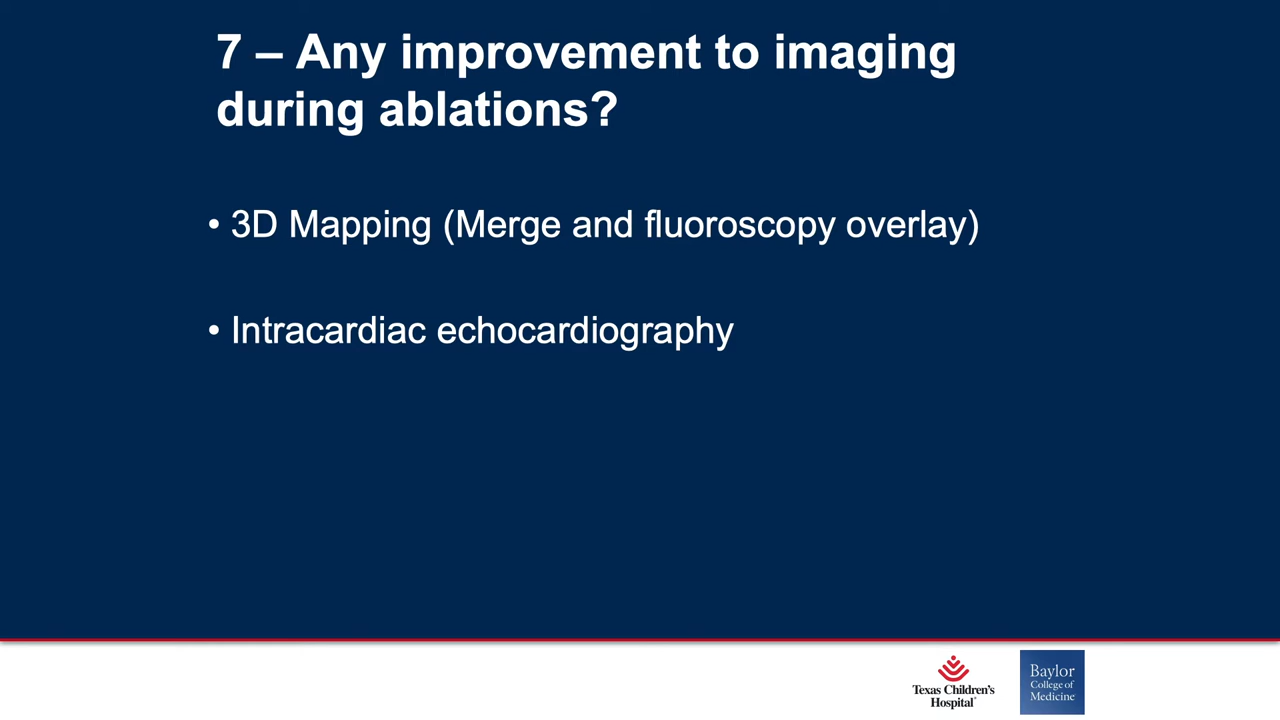 7 – Any improvement to imaging
during ablations?
• 3D Mapping (Merge and fluoroscopy overlay)
• Intracardiac echocardiography
Texas Children's
Hospital
Baylor
College of
Medicine